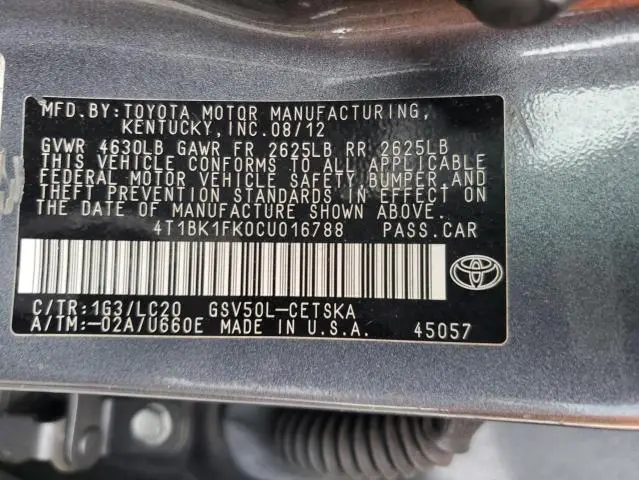 MFD.BY:TOYOTA MOTOR MANUFACTURING,
KENTUCKY,INC.08/12
GVWR 4630LB GAWR FR 2625LB RR 2625LB
THIS VEHICLE CONFORMS TO ALL APPLICABLE
FEDERAL MOTOR VEHICLE SAFETY,BUMPER,AND
THEFT PREVENTION STANDARDS IN EFFECT ON
THE DATE OF MANUFACTURE SHOWN ABOVE.
4T1BK1FK0CU016788 PASS.CAR
C/TR:1G3/LC20 GSV50L-CETSKA
A/TM:-02A/U660E MADE IN U.S.A. 45057